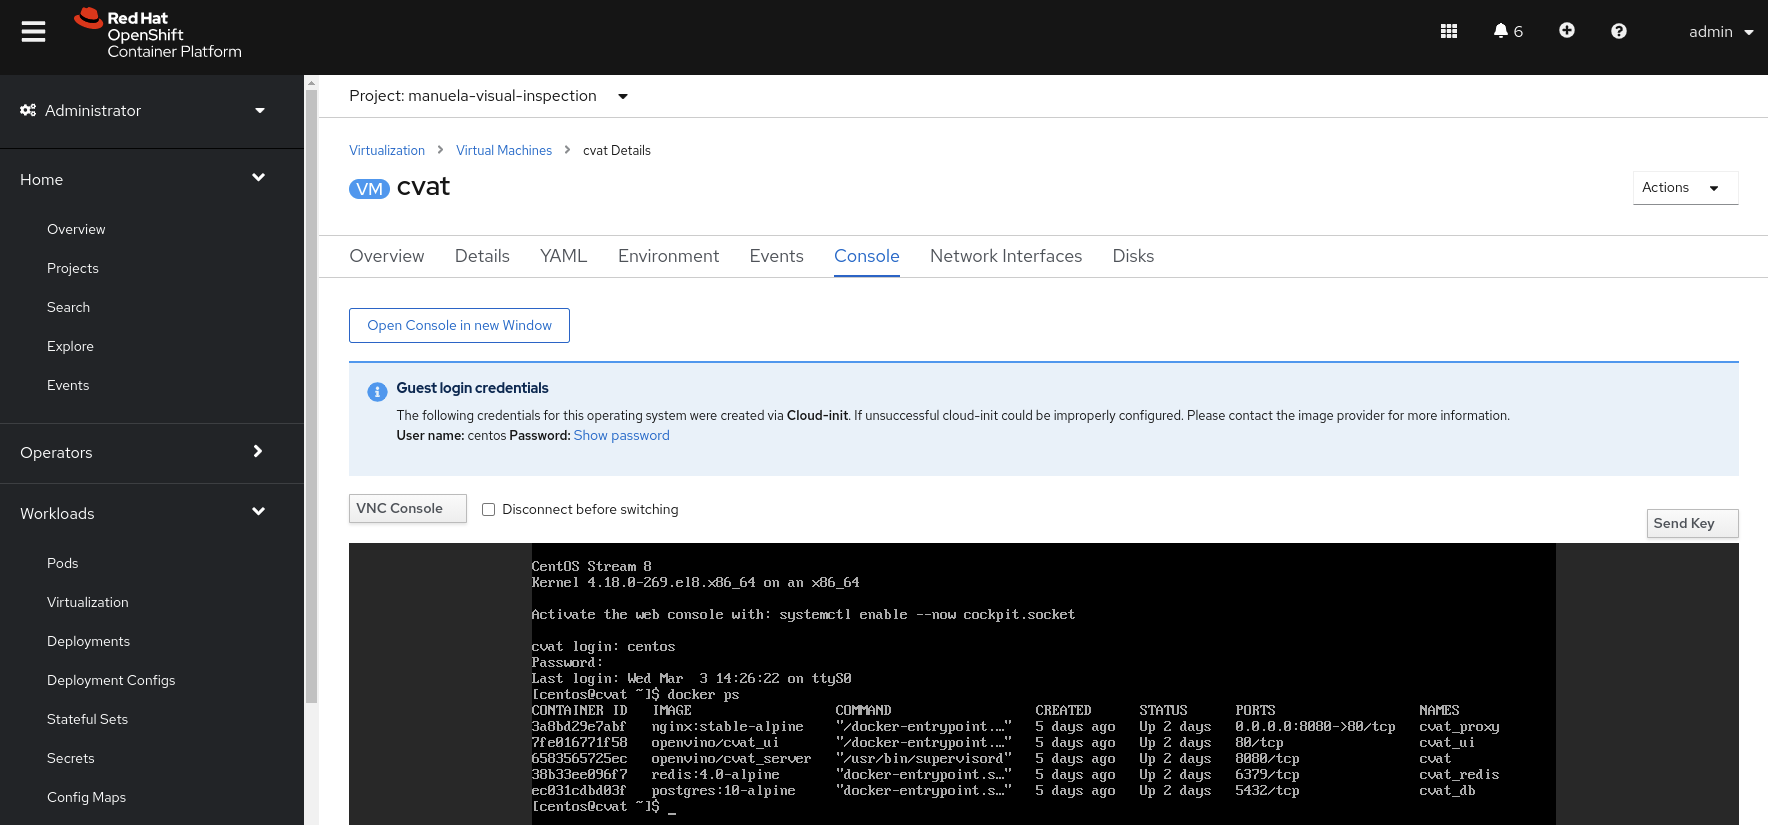 Red Hat
OpenShift
Container Platform
6
admin
Administrator
Home
Overview
Projects
Search
Explore
Events
Operators
Workloads
Pods
Virtualization
Deployments
Deployment Configs
Stateful Sets
Secrets
Config Maps
Project: manuela-visual-inspection
Virtualization > Virtual Machines > cvat Details
VM cvat
Actions
Overview Details YAML Environment Events Console Network Interfaces Disks
Open Console in new Window
Guest login credentials
The following credentials for this operating system were created via Cloud-init. If unsuccessful cloud-init could be improperly configured. Please contact the image provider for more information.
User name: centos Password: Show password
VNC Console
Disconnect before switching
Send Key
CentOS Stream 8
Kernel 4.18.0-269.el8.x86_64 on an x86_64
Activate the web console with: systemctl enable --now cockpit.socket
cvat login: centos
Password:
Last login: Wed Mar  3 14:26:22 on ttyS0
[centos@cvat ~]$ docker ps
CONTAINER ID   IMAGE                  COMMAND                  CREATED      STATUS      PORTS                  NAMES
3a8bd29e7abf   nginx:stable-alpine    "/docker-entrypoint.…"   5 days ago   Up 2 days   0.0.0.0:8080->80/tcp   cvat_proxy
7fe016771f58   openvino/cvat_ui       "/docker-entrypoint.…"   5 days ago   Up 2 days   80/tcp                 cvat_ui
6583565725ec   openvino/cvat_server   "/usr/bin/supervisord"   5 days ago   Up 2 days   8080/tcp               cvat
38b33ee096f7   redis:4.0-alpine       "docker-entrypoint.s…"   5 days ago   Up 2 days   6379/tcp               cvat_redis
ec031cdbd03f   postgres:10-alpine     "docker-entrypoint.s…"   5 days ago   Up 2 days   5432/tcp               cvat_db
[centos@cvat ~]$ _